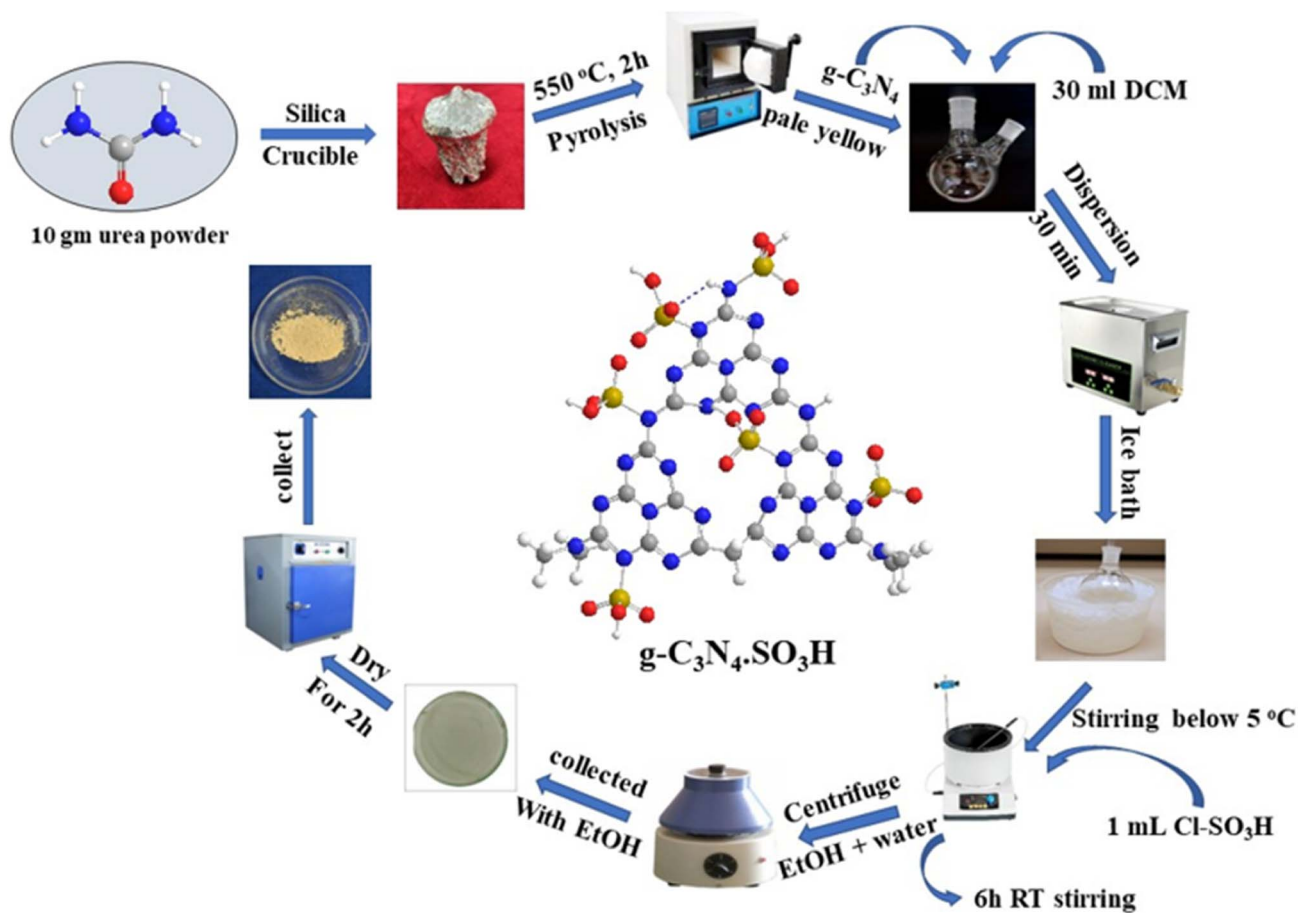 10 gm urea powder
Silica
Crucible
550 °C, 2h
Pyrolysis
g-C₃N₄
pale yellow
30 ml DCM
Dispersion
30 min
Ice bath
Stirring below 5 °C
1 mL Cl-SO₃H
6h RT stirring
Centrifuge
EtOH + water
collected
With EtOH
Dry
For 2h
collect
g-C₃N₄.SO₃H